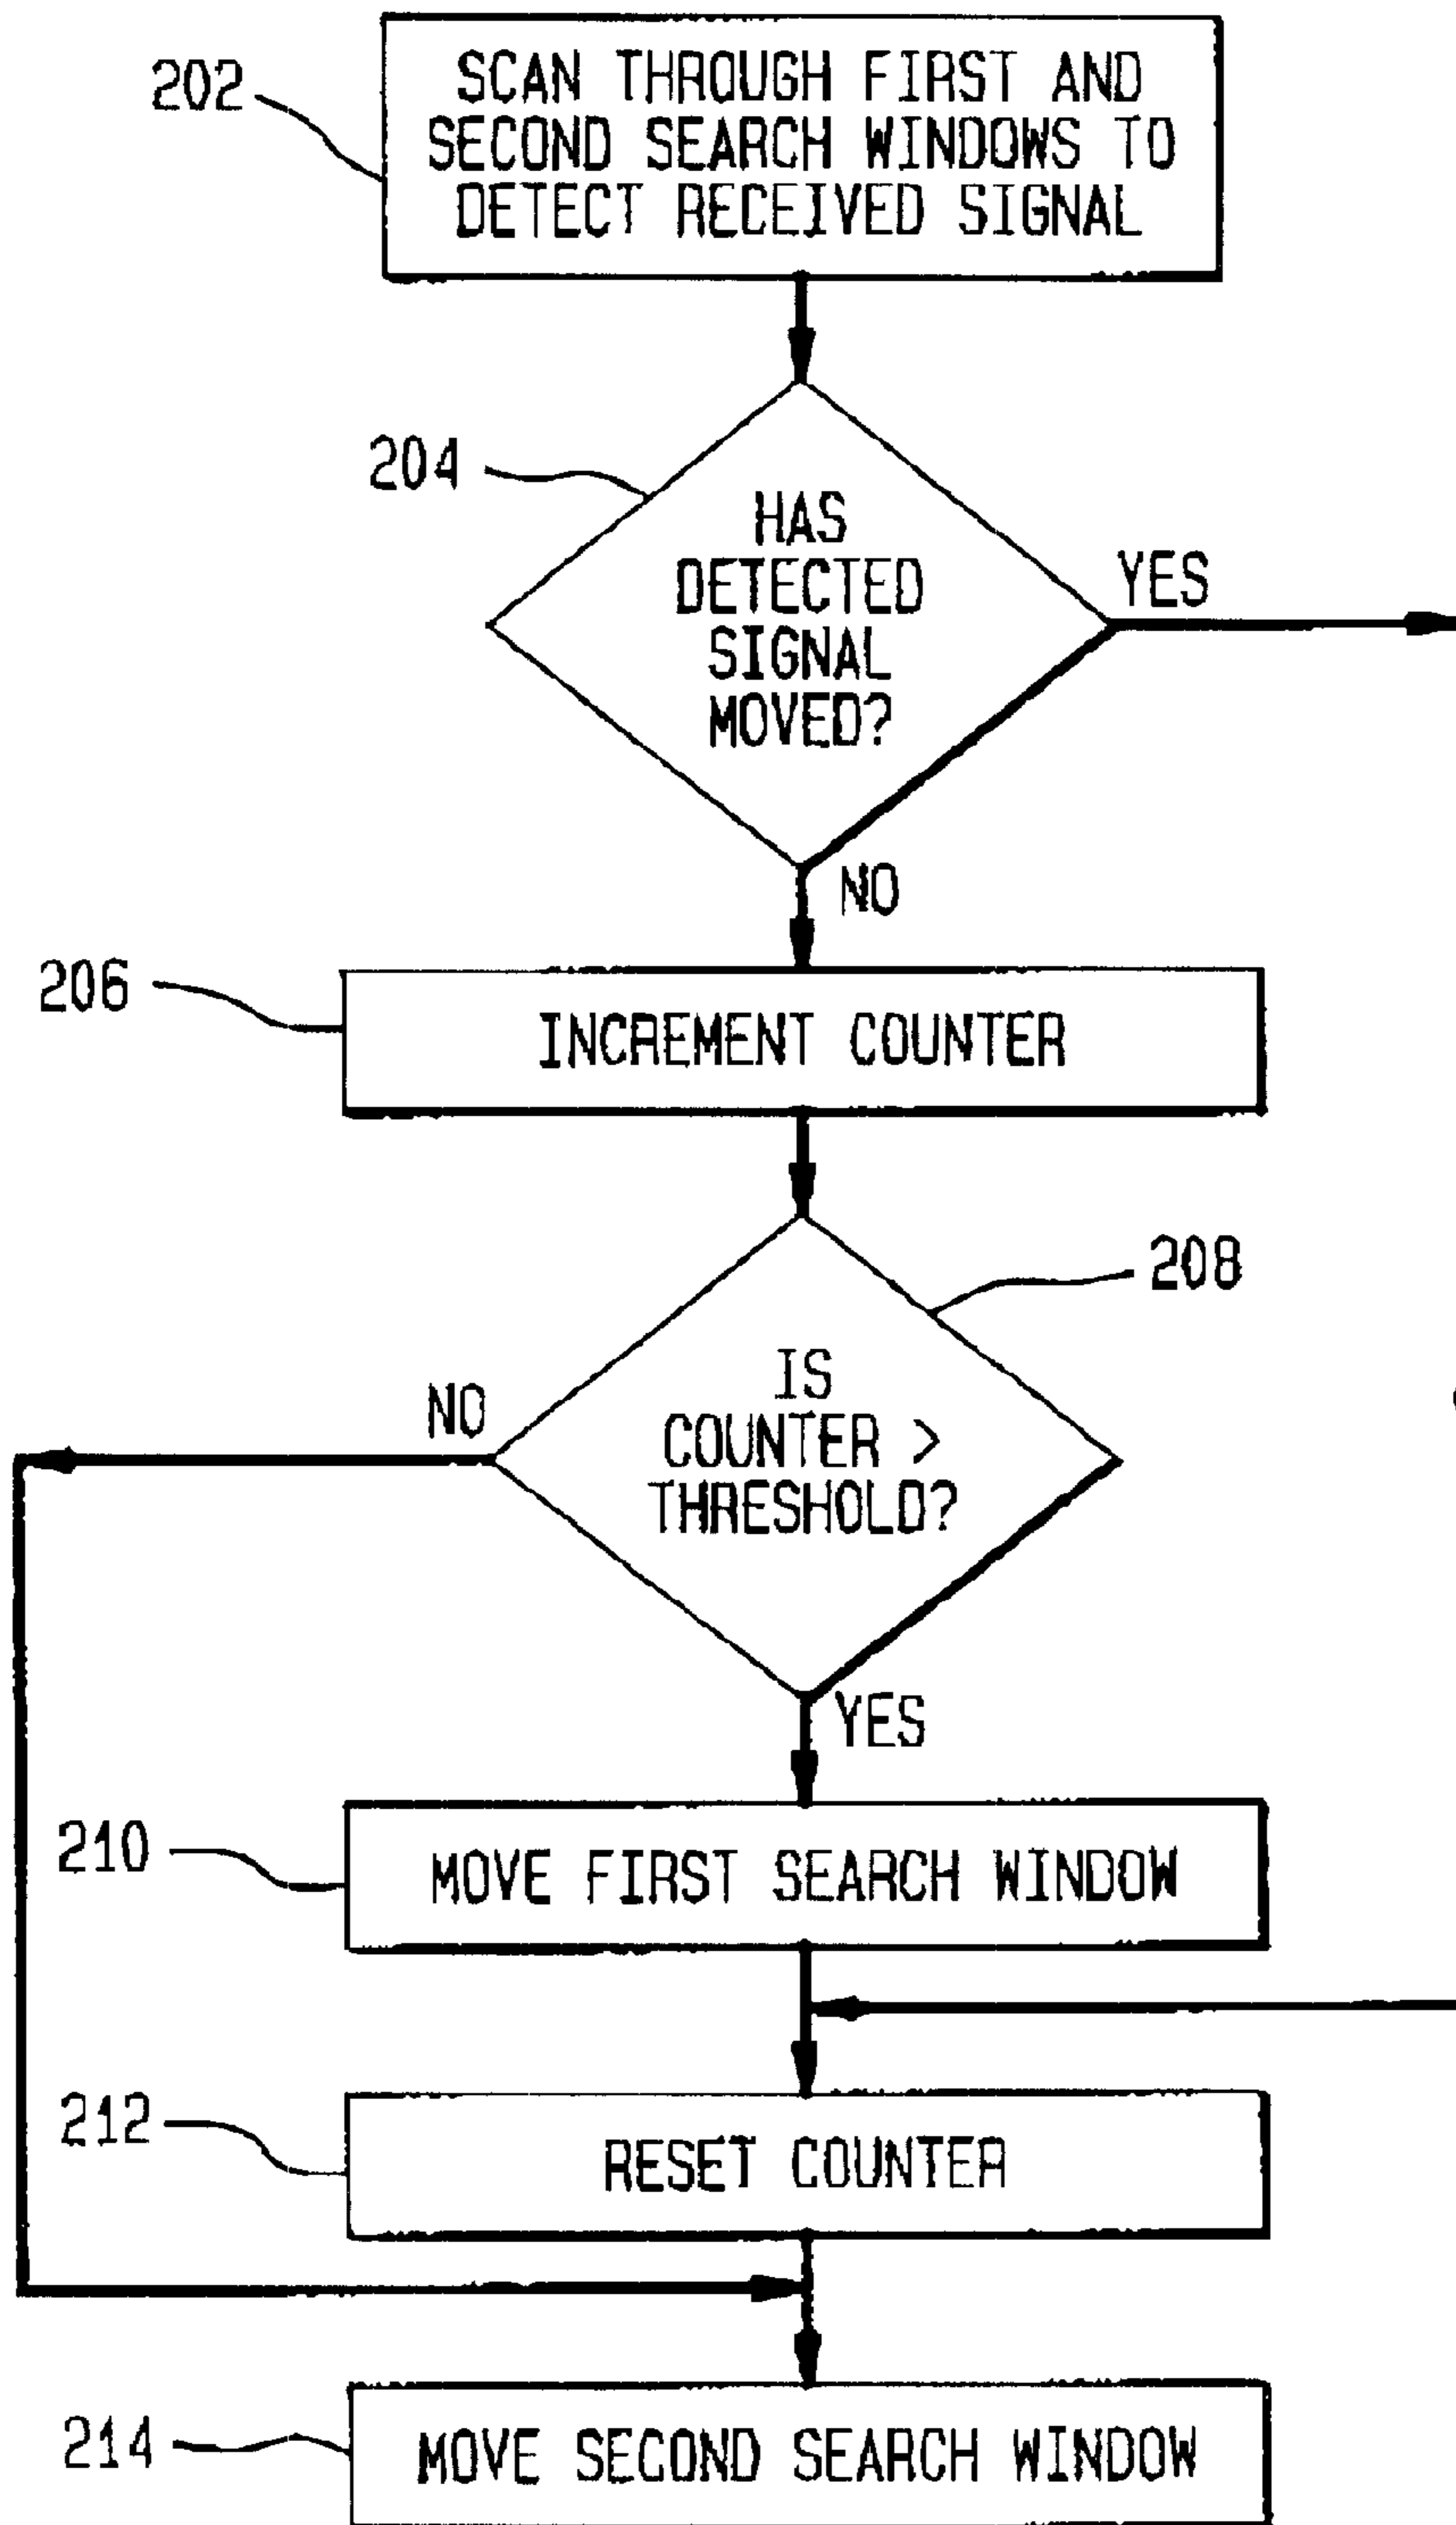 202
SCAN THROUGH FIRST AND
SECOND SEARCH WINDOWS TO
DETECT RECEIVED SIGNAL
204
HAS
DETECTED
SIGNAL
MOVED?
YES
NO
206
INCREMENT COUNTER
208
IS
COUNTER >
THRESHOLD?
NO
YES
210
MOVE FIRST SEARCH WINDOW
212
RESET COUNTER
214
MOVE SECOND SEARCH WINDOW